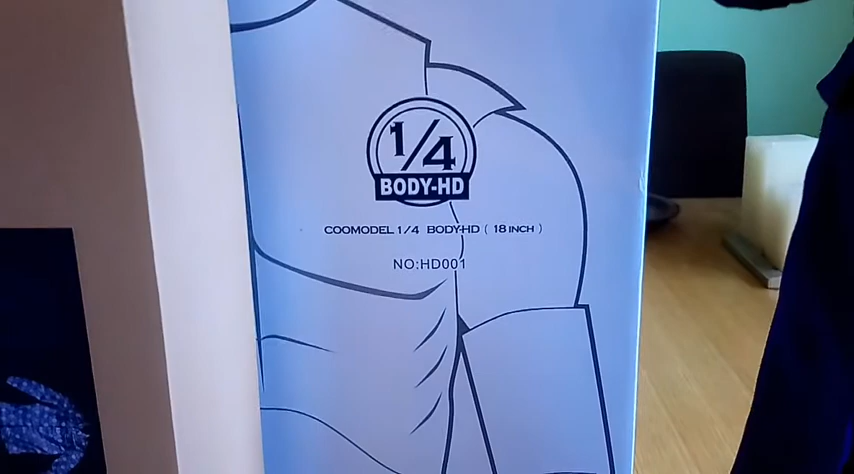 1/4
BODY-HD
COOMODEL 1/4 BODY-HD ( 18 INCH )
NO:HD001